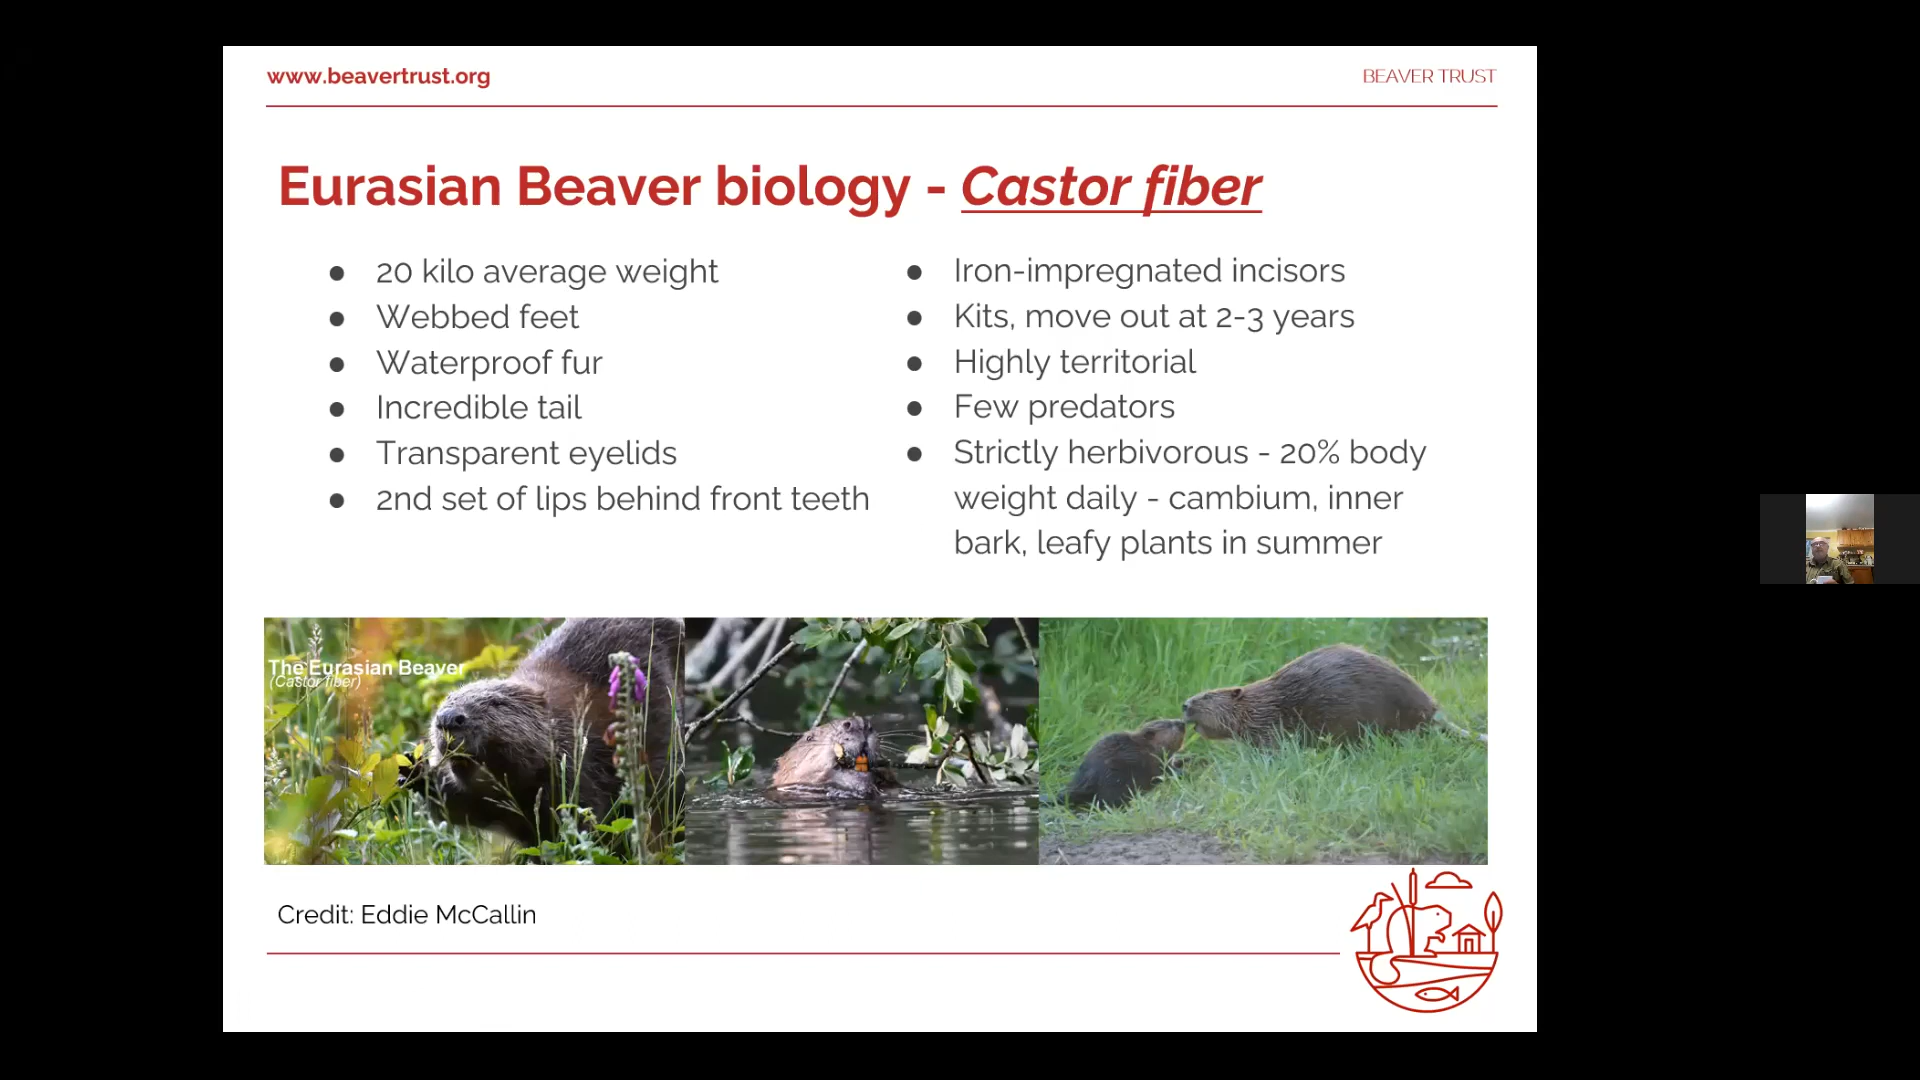 www.beavertrust.org
BEAVER TRUST
Eurasian Beaver biology - Castor fiber
● 20 kilo average weight
● Webbed feet
● Waterproof fur
● Incredible tail
● Transparent eyelids
● 2nd set of lips behind front teeth
● Iron-impregnated incisors
● Kits, move out at 2-3 years
● Highly territorial
● Few predators
● Strictly herbivorous - 20% body
weight daily - cambium, inner
bark, leafy plants in summer
The Eurasian Beaver
(Castor fiber)
Credit: Eddie McCallin